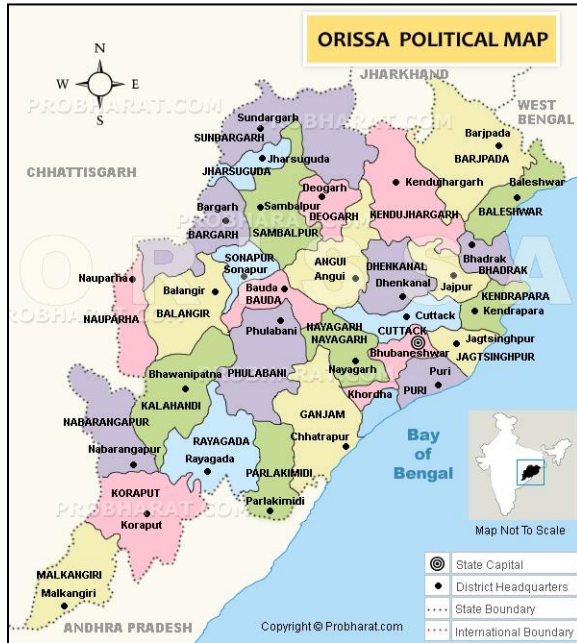 ORISSA POLITICAL MAP
N
W E
S
JHARKHAND
WEST
BENGAL
CHHATTISGARH
PROBHARAT.COM
PROBHARAT.COM
Sundargarh
SUNDARGARH
Jharsuguda
JHARSUGUDA
Barjpada
BARJPADA
Deogarh
DEOGARH
Kendujhargarh
KENDUJHARGARH
Baleshwar
BALESHWAR
Sambalpur
SAMBALPUR
Bargarh
BARGARH
ORISSA
SONAPUR
Sonapur
ANGUI
Angui
DHENKANAL
Dhenkanal
Bhadrak
BHADRAK
Jajpur
Nauparha
NAUPARHA
Balangir
BALANGIR
Bauda
BAUDA
KENDRAPARA
Kendrapara
Cuttack
CUTTACK
Phulabani
PHULABANI
NAYAGARH
NAYAGARH
Nayagarh
Bhubaneshwar
Jagtsinghpur
JAGTSINGHPUR
Puri
PURI
Khordha
Bhawanipatna
KALAHANDI
GANJAM
Chhatrapur
NABARANGAPUR
Nabarangapur
RAYAGADA
Rayagada
PARLAKIMIDI
Parlakimidi
Bay
of
Bengal
KORAPUT
Koraput
MALKANGIRI
Malkangiri
ANDHRA PRADESH
Map Not To Scale
State Capital
District Headquarters
State Boundary
International Boundary
Copyright © Probharat.com